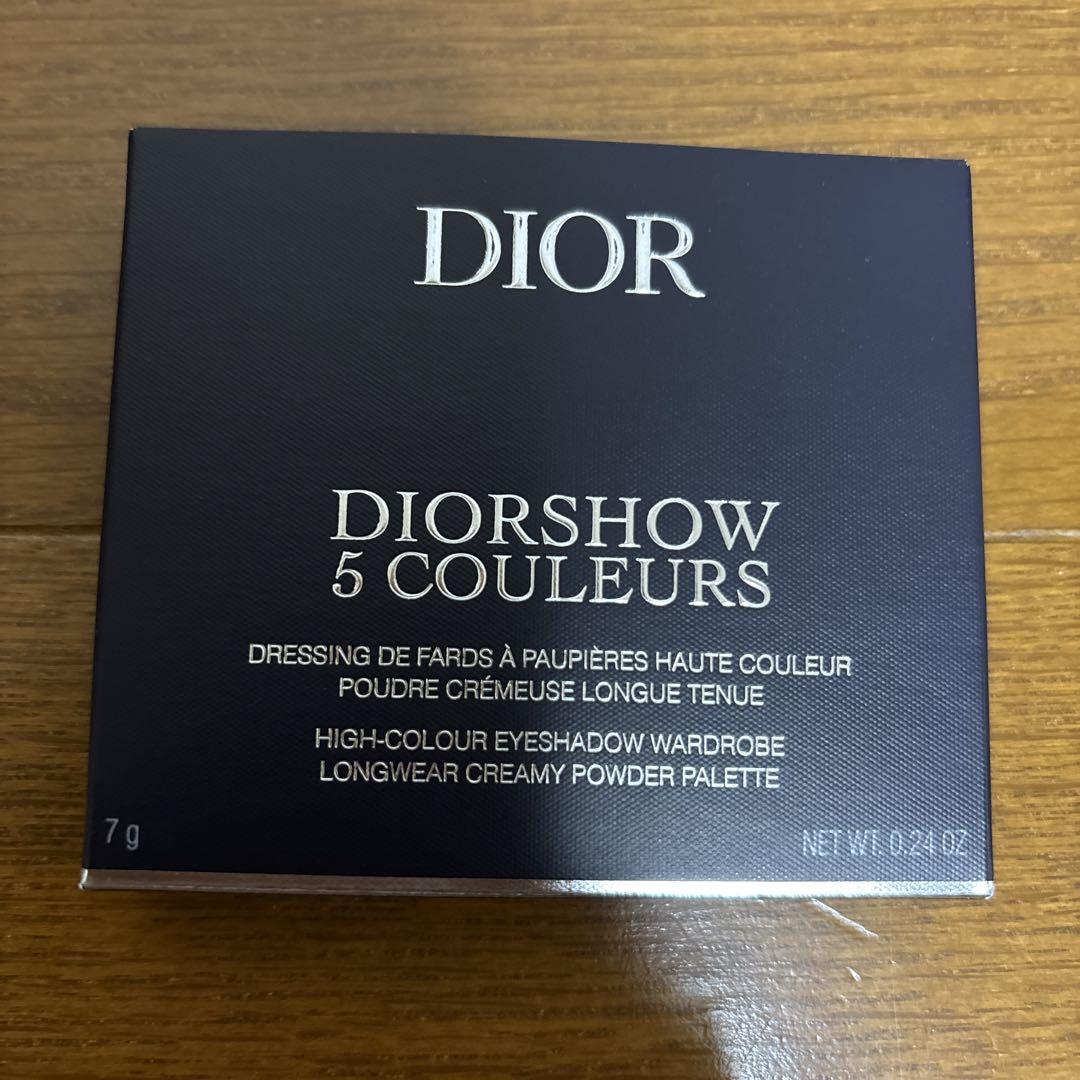 DIOR
DIORSHOW
5 COULEURS
DRESSING DE FARDS À PAUPIÈRES HAUTE COULEUR
POUDRE CRÉMEUSE LONGUE TENUE
HIGH-COLOUR EYESHADOW WARDROBE
LONGWEAR CREAMY POWDER PALETTE
7 g
NET WT. 0.24 OZ